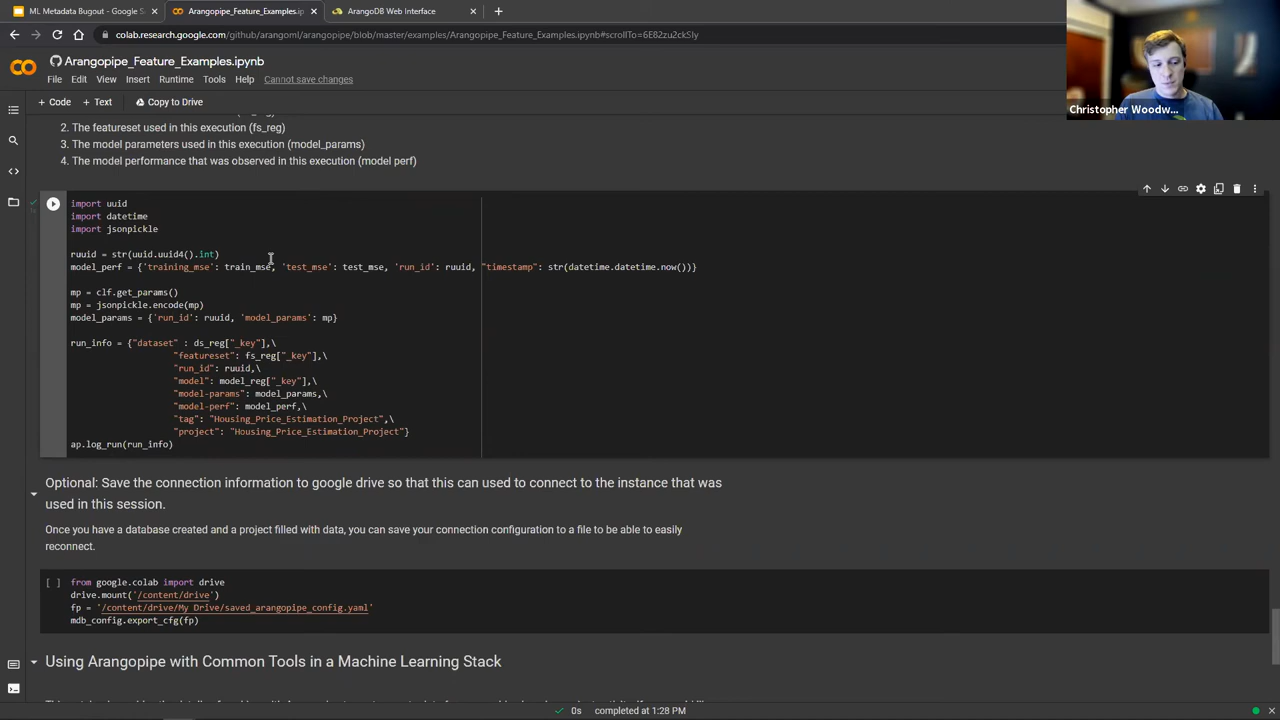 ML Metadata Bugout - Google S
Arangopipe_Feature_Examples.i
ArangoDB Web Interface
colab.research.google.com/github/arangoml/arangopipe/blob/master/examples/Arangopipe_Feature_Examples.ipynb#scrollTo=6E82zu2ckSly
Arangopipe_Feature_Examples.ipynb
File Edit View Insert Runtime Tools Help Cannot save changes
+ Code + Text Copy to Drive
Christopher Woodw...
2. The featureset used in this execution (fs_reg)
3. The model parameters used in this execution (model_params)
4. The model performance that was observed in this execution (model perf)
import uuid
import datetime
import jsonpickle
ruuid = str(uuid.uuid4().int)
model_perf = {'training_mse': train_mse, 'test_mse': test_mse, 'run_id': ruuid, "timestamp": str(datetime.datetime.now())}
mp = clf.get_params()
mp = jsonpickle.encode(mp)
model_params = {'run_id': ruuid, 'model_params': mp}
run_info = {"dataset" : ds_reg["_key"],\
"featureset": fs_reg["_key"],\
"run_id": ruuid,\
"model": model_reg["_key"],\
"model-params": model_params,\
"model-perf": model_perf,\
"tag": "Housing_Price_Estimation_Project",\
"project": "Housing_Price_Estimation_Project"}
ap.log_run(run_info)
Optional: Save the connection information to google drive so that this can used to connect to the instance that was
used in this session.
Once you have a database created and a project filled with data, you can save your connection configuration to a file to be able to easily
reconnect.
[ ] from google.colab import drive
drive.mount('/content/drive')
fp = '/content/drive/My Drive/saved_arangopipe_config.yaml'
mdb_config.export_cfg(fp)
Using Arangopipe with Common Tools in a Machine Learning Stack
0s completed at 1:28 PM